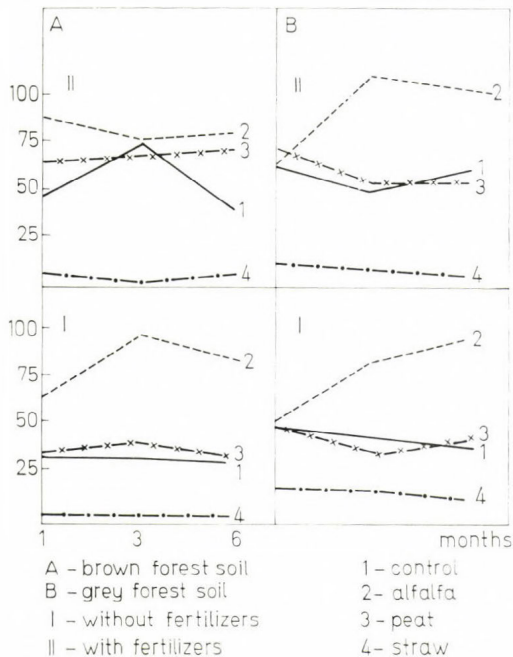 A
B
II
II
100
75
50
25
2
3
1
4
2
1
3
4
I
I
100
75
50
25
2
3
1
4
2
3
1
4
1 3 6 months
A – brown forest soil
B – grey forest soil
I – without fertilizers
II – with fertilizers
1 – control
2 – alfalfa
3 – peat
4 – straw